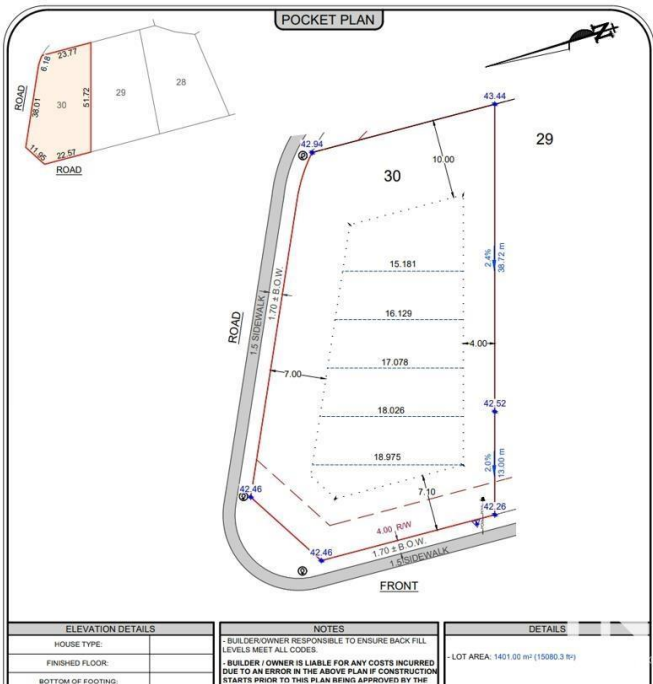 POCKET PLAN
23.77
6.18
ROAD
38.01
30
51.72
29
28
11.95
22.57
ROAD
N
43.44
42.94
29
30
10.00
2.4%
38.72 m
15.181
16.129
17.078
18.026
18.975
ROAD
1.5 SIDEWALK
1.70 ± B.O.W.
7.00
4.00
42.52
2.0%
13.00 m
7.10
42.46
42.26
42.46
4.00 R/W
1.70 ± B.O.W.
1.5 SIDEWALK
FRONT
ELEVATION DETAILS
HOUSE TYPE:
FINISHED FLOOR:
BOTTOM OF FOOTING:
NOTES
- BUILDER/OWNER RESPONSIBLE TO ENSURE BACK FILL
LEVELS MEET ALL CODES.
- BUILDER / OWNER IS LIABLE FOR ANY COSTS INCURRED
DUE TO AN ERROR IN THE ABOVE PLAN IF CONSTRUCTION
STARTS PRIOR TO THIS PLAN BEING APPROVED BY THE
DETAILS
- LOT AREA: 1401.00 m² (15080.3 ft²)